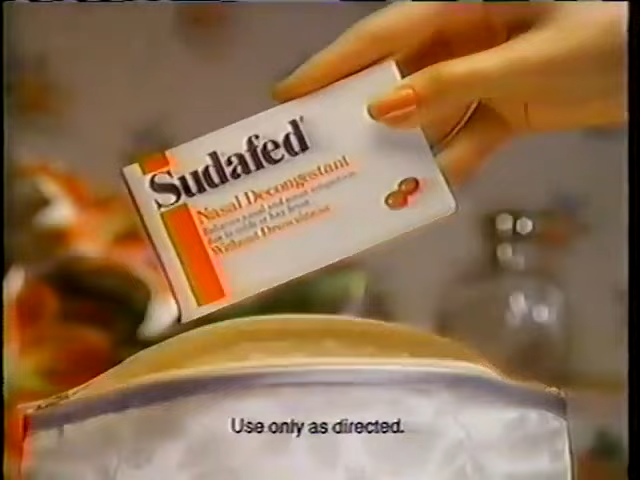 Sudafed
Nasal Decongestant
Without Drowsiness
Use only as directed.